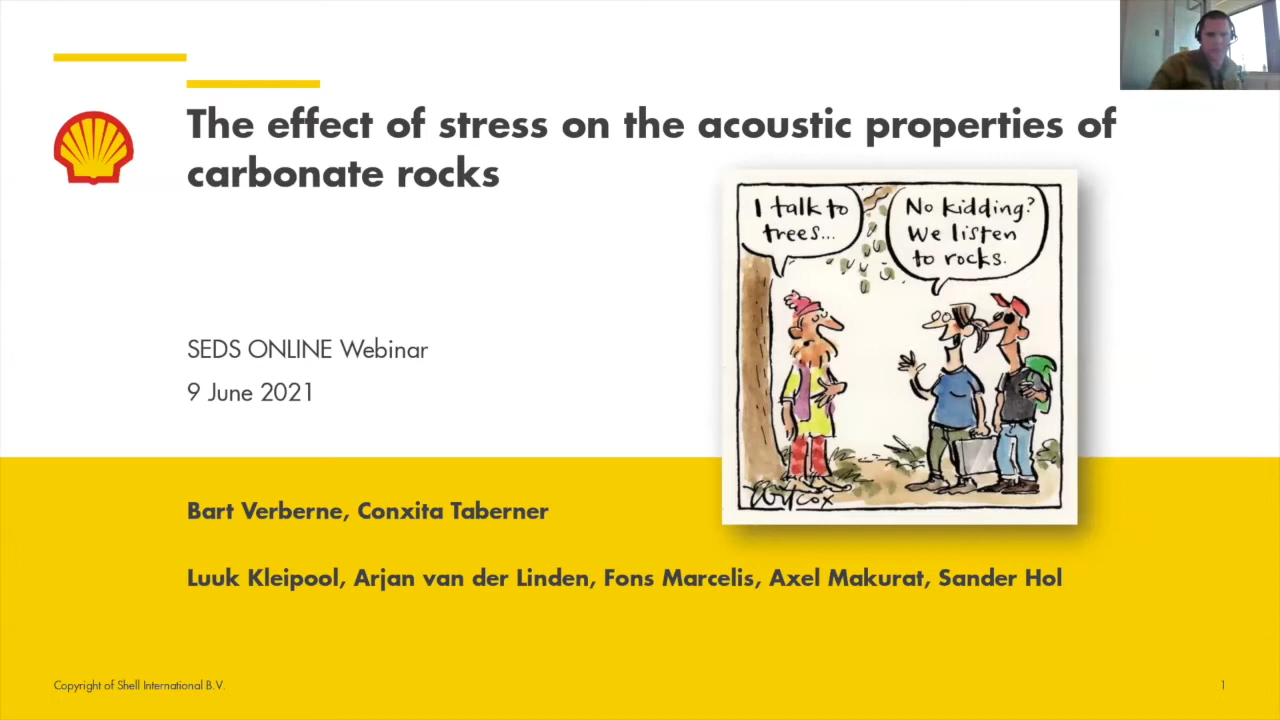 The effect of stress on the acoustic properties of
carbonate rocks
I talk to
trees...
No kidding?
We listen
to rocks.
SEDS ONLINE Webinar
9 June 2021
Wilcox
Bart Verberne, Conxita Taberner
Luuk Kleipool, Arjan van der Linden, Fons Marcelis, Axel Makurat, Sander Hol
Copyright of Shell International B.V.
1